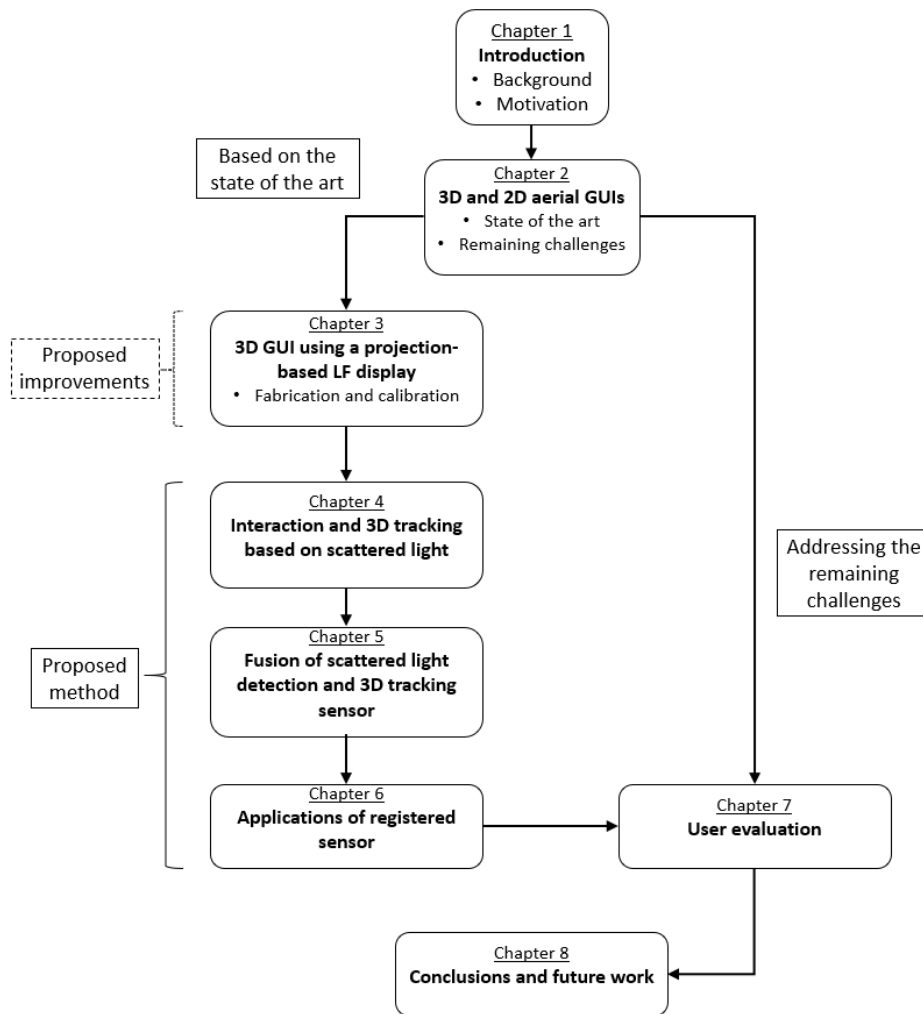 Chapter 1
Introduction
• Background
• Motivation
Based on the
state of the art
Chapter 2
3D and 2D aerial GUIs
• State of the art
• Remaining challenges
Chapter 3
3D GUI using a projection-
based LF display
• Fabrication and calibration
Proposed
improvements
Chapter 4
Interaction and 3D tracking
based on scattered light
Addressing the
remaining
challenges
Chapter 5
Fusion of scattered light
detection and 3D tracking
sensor
Proposed
method
Chapter 6
Applications of registered
sensor
Chapter 7
User evaluation
Chapter 8
Conclusions and future work